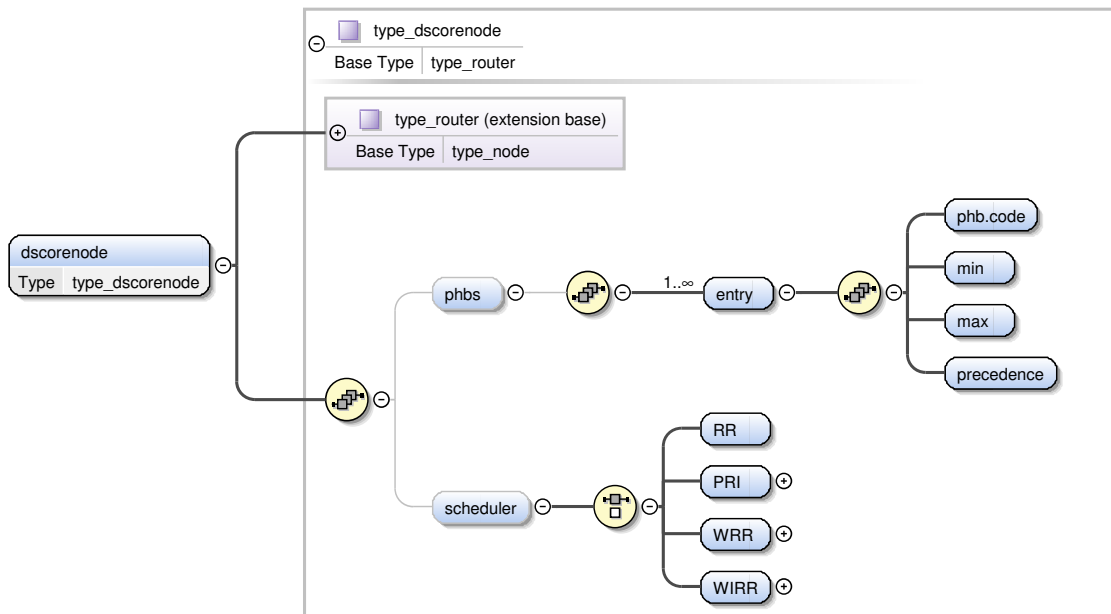 type_dscorenode
Base Type type_router
type_router (extension base)
Base Type type_node
dscorenode
Type type_dscorenode
phbs
1..∞
entry
phb.code
min
max
precedence
scheduler
RR
PRI
WRR
WIRR